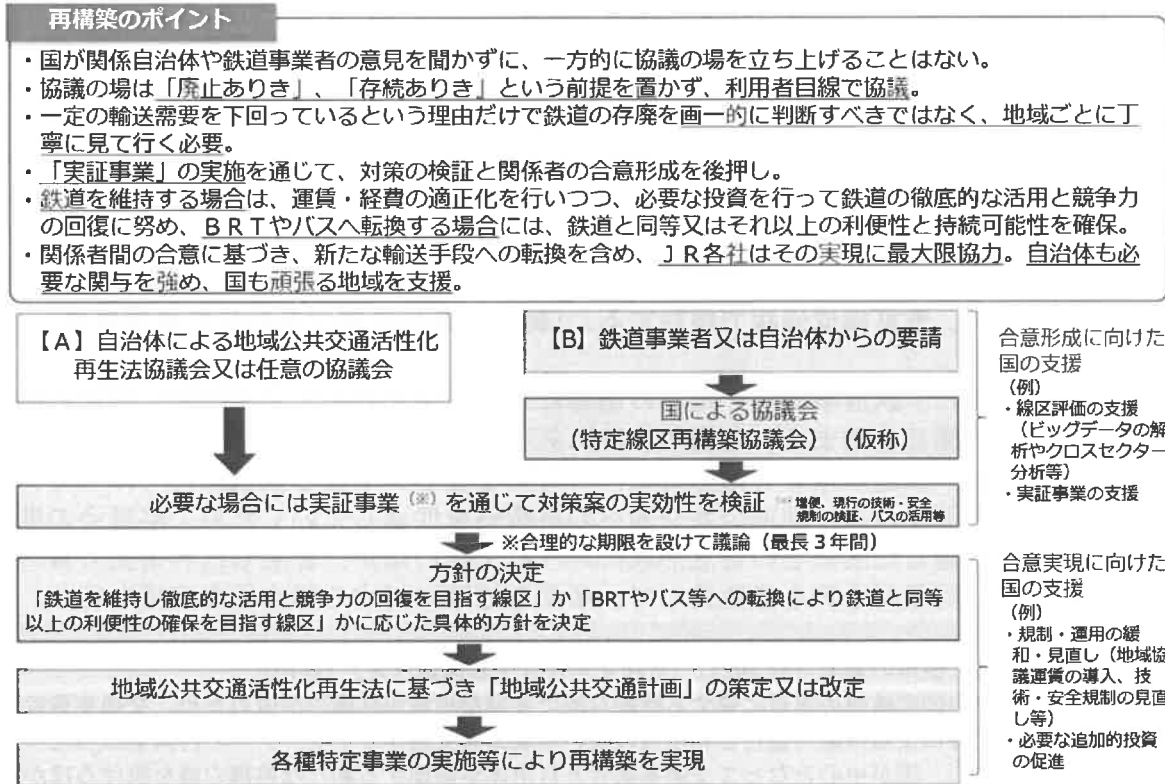 再構築のポイント
・国が関係自治体や鉄道事業者の意見を聞かずに、一方的に協議の場を立ち上げることはない。
・協議の場は「廃止ありき」、「存続ありき」という前提を置かず、利用者目線で協議。
・一定の輸送需要を下回っているという理由だけで鉄道の存廃を画一的に判断すべきではなく、地域ごとに丁
寧に見て行く必要。
・「実証事業」の実施を通じて、対策の検証と関係者の合意形成を後押し。
・鉄道を維持する場合は、運賃・経費の適正化を行いつつ、必要な投資を行って鉄道の徹底的な活用と競争力
の回復に努め、BRTやバスへ転換する場合には、鉄道と同等又はそれ以上の利便性と持続可能性を確保。
・関係者間の合意に基づき、新たな輸送手段への転換を含め、JR各社はその実現に最大限協力。自治体も必
要な関与を強め、国も頑張る地域を支援。
【A】自治体による地域公共交通活性化
再生法協議会又は任意の協議会
【B】鉄道事業者又は自治体からの要請
国による協議会
(特定線区再構築協議会)(仮称)
合意形成に向けた
国の支援
(例)
・線区評価の支援
(ビッグデータの解
析やクロスセクター
分析等)
・実証事業の支援
必要な場合には実証事業(※)を通じて対策案の実効性を検証
※増便、現行の技術・安全
規制の検証、バスの活用等
※合理的な期限を設けて議論(最長3年間)
方針の決定
「鉄道を維持し徹底的な活用と競争力の回復を目指す線区」か「BRTやバス等への転換により鉄道と同等
以上の利便性の確保を目指す線区」かに応じた具体的方針を決定
地域公共交通活性化再生法に基づき「地域公共交通計画」の策定又は改定
各種特定事業の実施等により再構築を実現
合意実現に向けた
国の支援
(例)
・規制・運用の緩
和・見直し(地域協
議運賃の導入、技
術・安全規制の見直
し等)
・必要な追加的投資
の促進